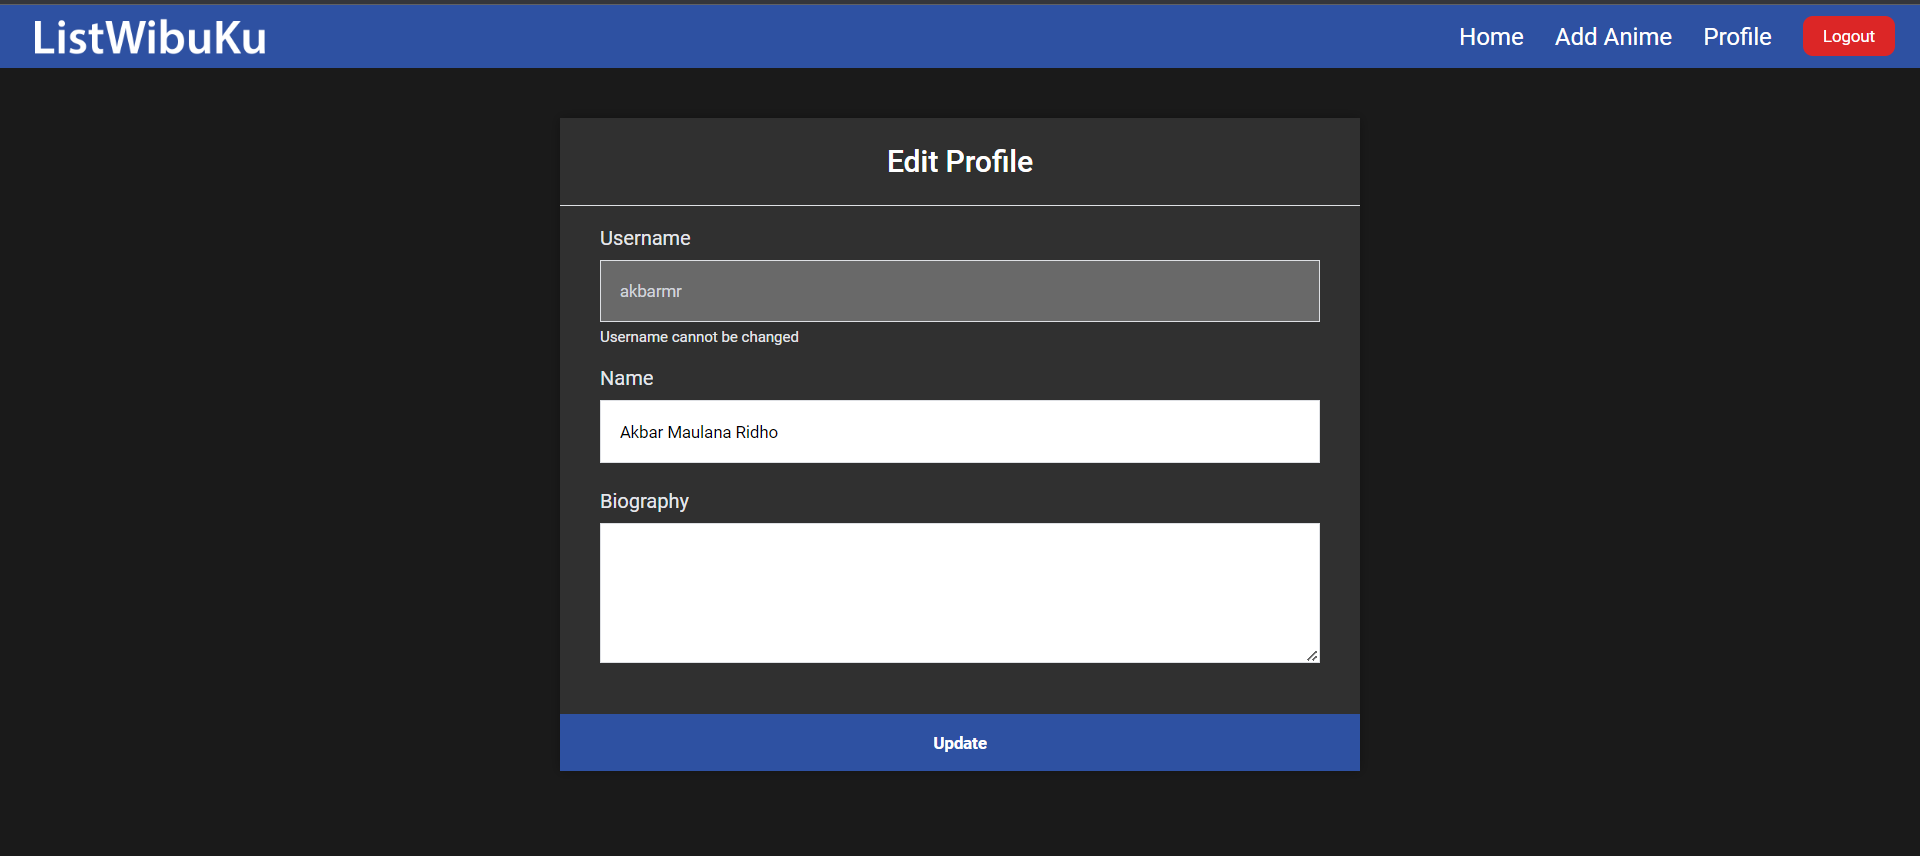 ListWibuKu
Home Add Anime Profile Logout
Edit Profile
Username
akbarmr
Username cannot be changed
Name
Akbar Maulana Ridho
Biography
Update